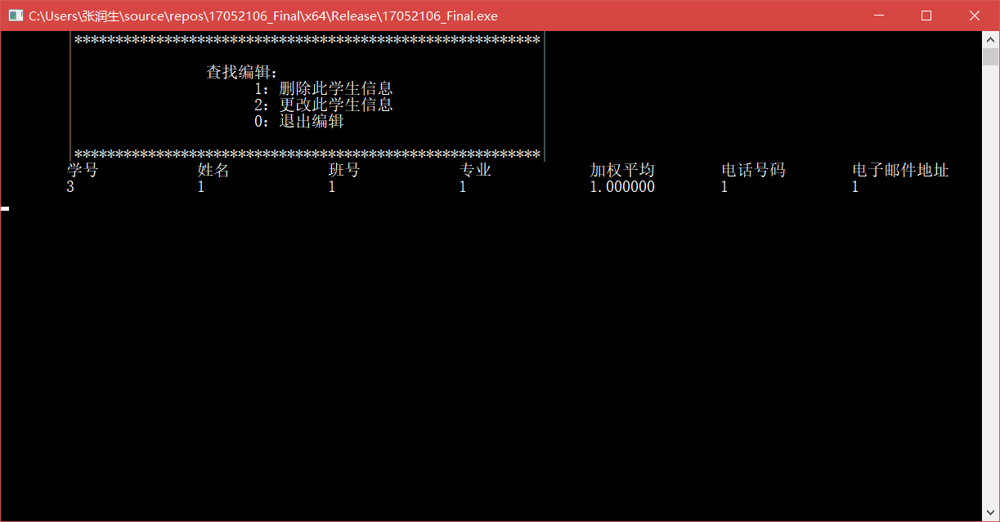 C:\Users\张润生\source\repos\17052106_Final\x64\Release\17052106_Final.exe
*********************************************************
查找编辑:
1: 删除此学生信息
2: 更改此学生信息
0: 退出编辑
*********************************************************
学号 姓名 班号 专业 加权平均 电话号码 电子邮件地址
3 1 1 1 1.000000 1 1